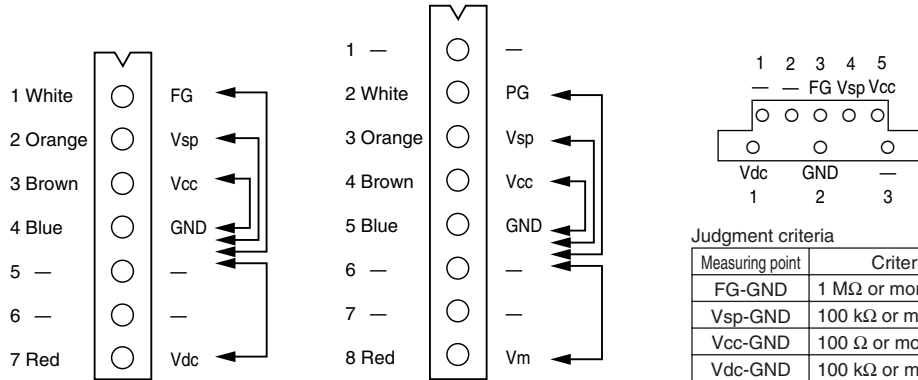 1 White FG
2 Orange Vsp
3 Brown Vcc
4 Blue GND
5 — —
6 — —
7 Red Vdc
1 — —
2 White PG
3 Orange Vsp
4 Brown Vcc
5 Blue GND
6 — —
7 — —
8 Red Vm
1 2 3 4 5
— — FG Vsp Vcc
Vdc GND —
1 2 3
Judgment criteria
Measuring point
FG-GND 1 MΩ or
Vsp-GND 100 kΩ or
Vcc-GND 100 Ω or
Vdc-GND 100 kΩ or